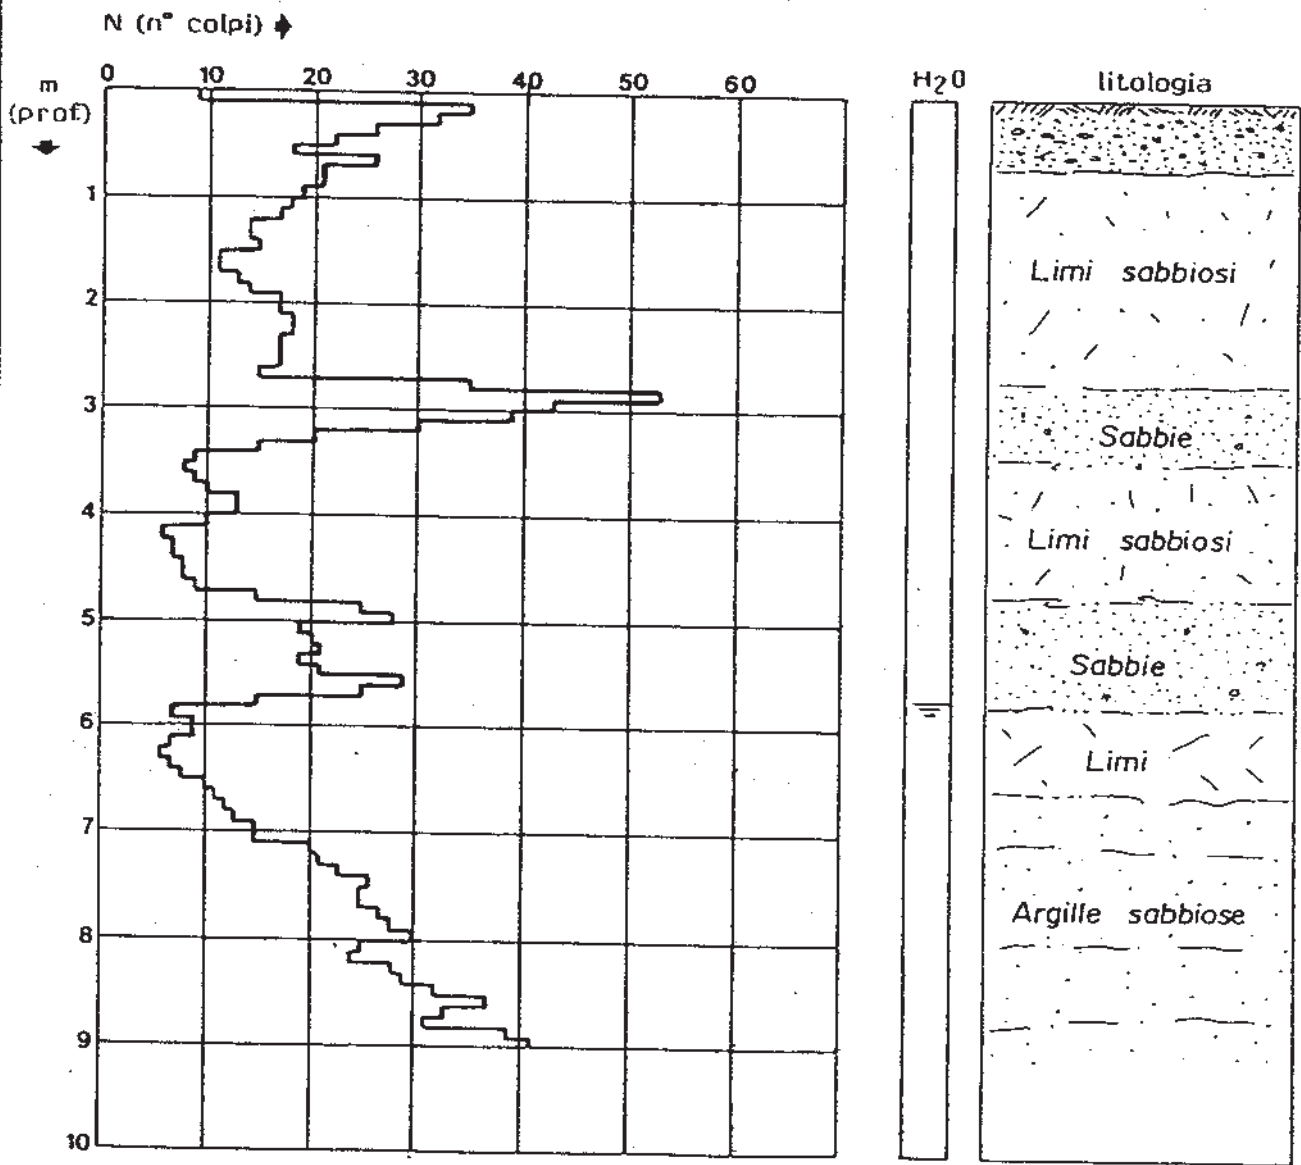 N (n° colpi)
0 10 20 30 40 50 60
m
(prof.)
H2O
litologia
1
2
3
4
5
6
7
8
9
10
Limi sabbiosi
Sabbie
Limi sabbiosi
Sabbie
Limi
Argille sabbiose